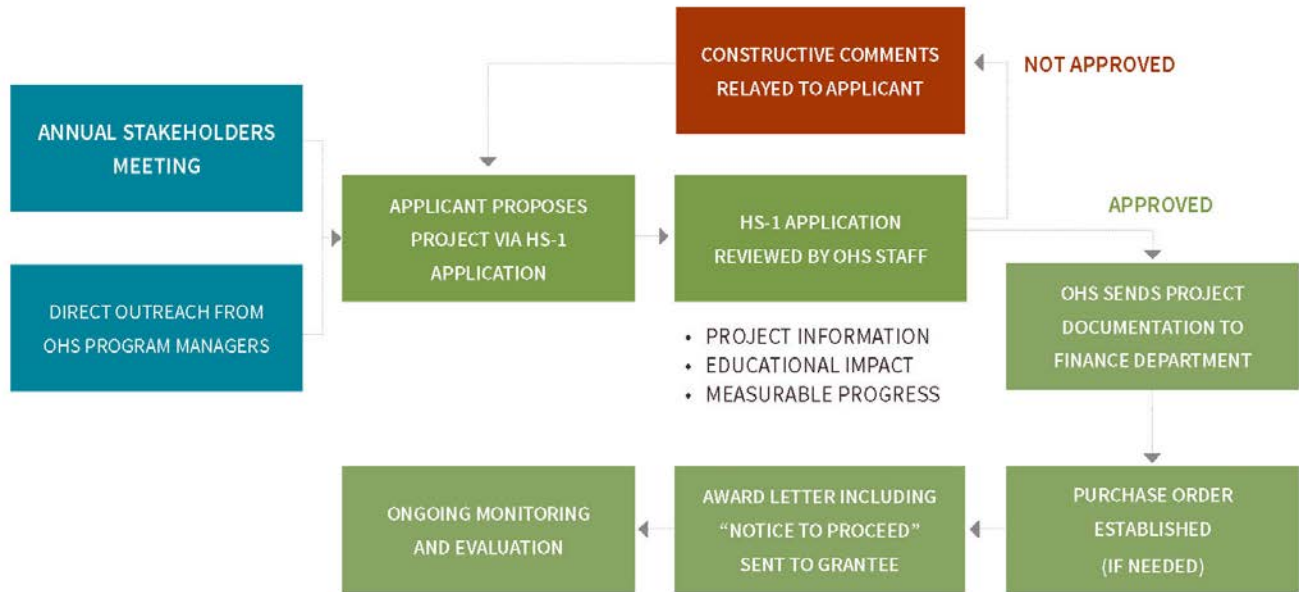 CONSTRUCTIVE COMMENTS
RELAYED TO APPLICANT
NOT APPROVED
ANNUAL STAKEHOLDERS
MEETING
APPLICANT PROPOSES
PROJECT VIA HS-1
APPLICATION
HS-1 APPLICATION
REVIEWED BY OHS STAFF
APPROVED
DIRECT OUTREACH FROM
OHS PROGRAM MANAGERS
• PROJECT INFORMATION
• EDUCATIONAL IMPACT
• MEASURABLE PROGRESS
OHS SENDS PROJECT
DOCUMENTATION TO
FINANCE DEPARTMENT
PURCHASE ORDER
ESTABLISHED
(IF NEEDED)
AWARD LETTER INCLUDING
“NOTICE TO PROCEED”
SENT TO GRANTEE
ONGOING MONITORING
AND EVALUATION